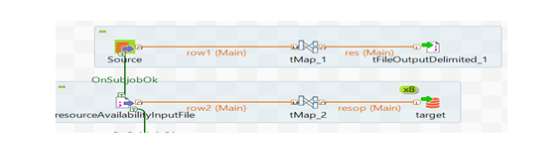 row1 (Main)
res (Main)
Source
tMap_1
tFileOutputDelimited_1
OnSubjobOk
x8
row2 (Main)
resop (Main)
resourceAvailabilityInputFile
tMap_2
target